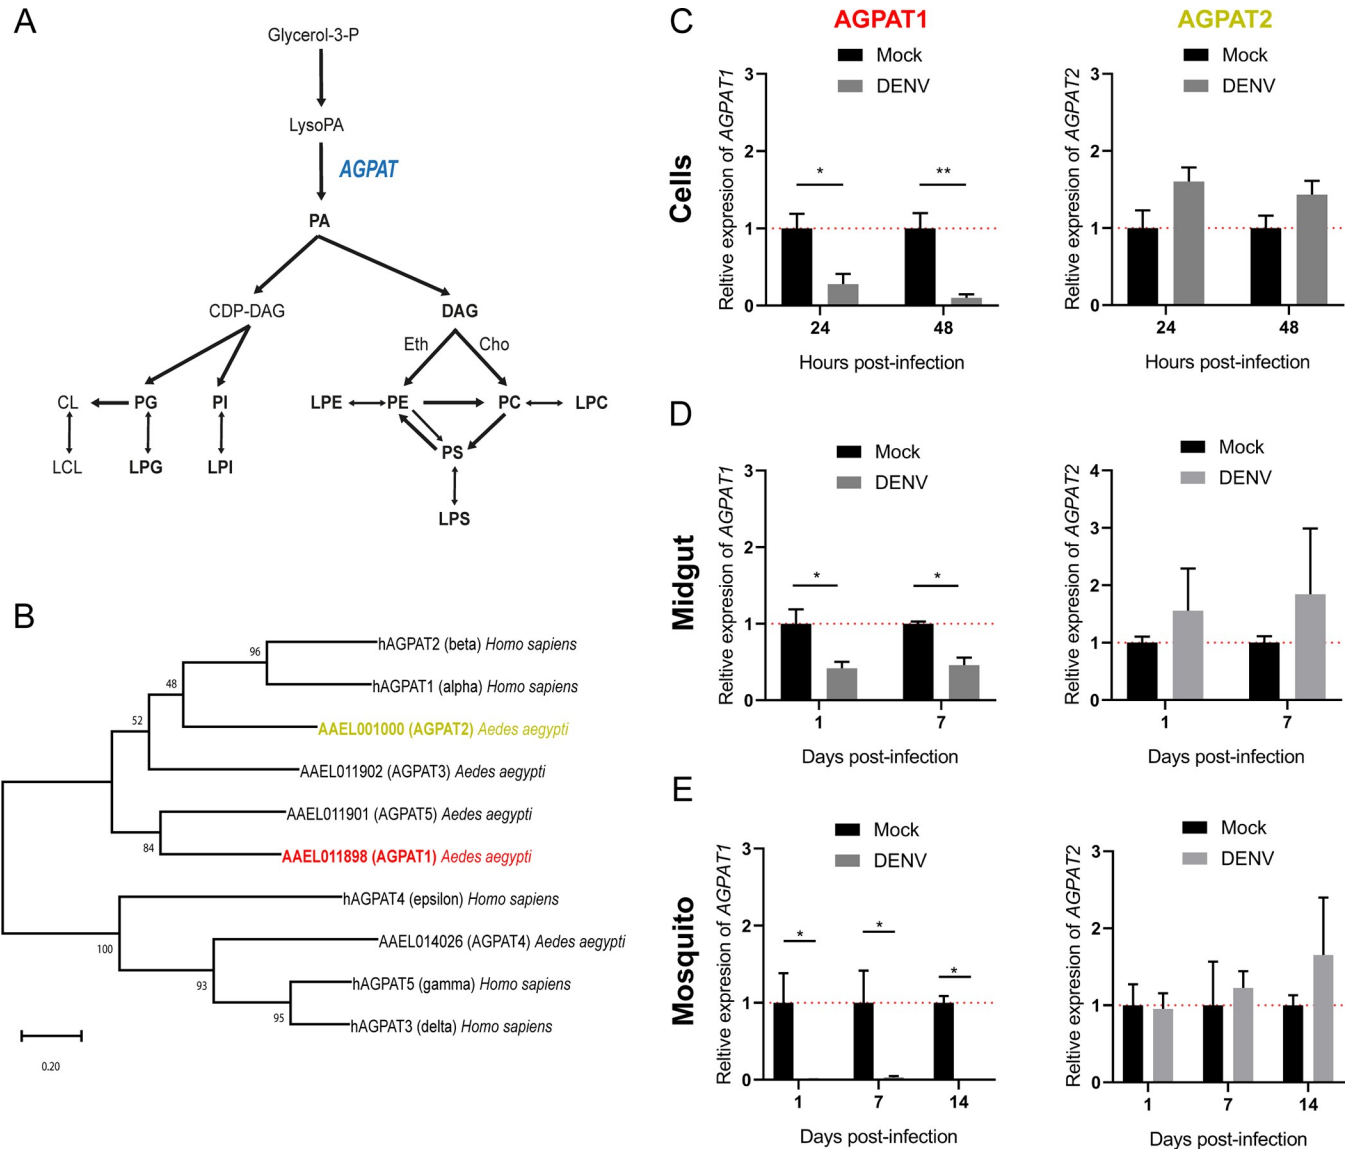 A
Glycerol-3-P
LysoPA
AGPAT
PA
CDP-DAG
DAG
Eth
Cho
CL
PG
PI
LPE
PE
PC
LPC
PS
LCL
LPG
LPI
LPS
B
hAGPAT2 (beta) Homo sapiens
96
hAGPAT1 (alpha) Homo sapiens
48
AAEL001000 (AGPAT2) Aedes aegypti
52
AAEL011902 (AGPAT3) Aedes aegypti
AAEL011901 (AGPAT5) Aedes aegypti
84
AAEL011898 (AGPAT1) Aedes aegypti
hAGPAT4 (epsilon) Homo sapiens
100
AAEL014026 (AGPAT4) Aedes aegypti
93
hAGPAT5 (gamma) Homo sapiens
95
hAGPAT3 (delta) Homo sapiens
0.20
C
AGPAT1
AGPAT2
Cells
Mock
DENV
Reltive expresion of AGPAT1
3
2
1
0
*
**
24
48
Hours post-infection
Mock
DENV
Reltive expresion of AGPAT2
3
2
1
0
24
48
Hours post-infection
D
Midgut
Mock
DENV
Reltive expresion of AGPAT1
3
2
1
0
*
*
1
7
Days post-infection
Mock
DENV
Reltive expresion of AGPAT2
4
3
2
1
0
1
7
Days post-infection
E
Mosquito
Mock
DENV
Reltive expresion of AGPAT1
3
2
1
0
*
*
*
1
7
14
Days post-infection
Mock
DENV
Reltive expresion of AGPAT2
3
2
1
0
1
7
14
Days post-infection